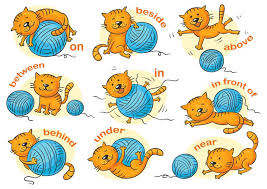 on
beside
above
between
in
in front of
behind
under
near